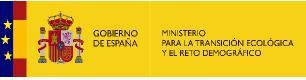 GOBIERNO
DE ESPAÑA
MINISTERIO
PARA LA TRANSICIÓN ECOLÓGICA
Y EL RETO DEMOGRÁFICO